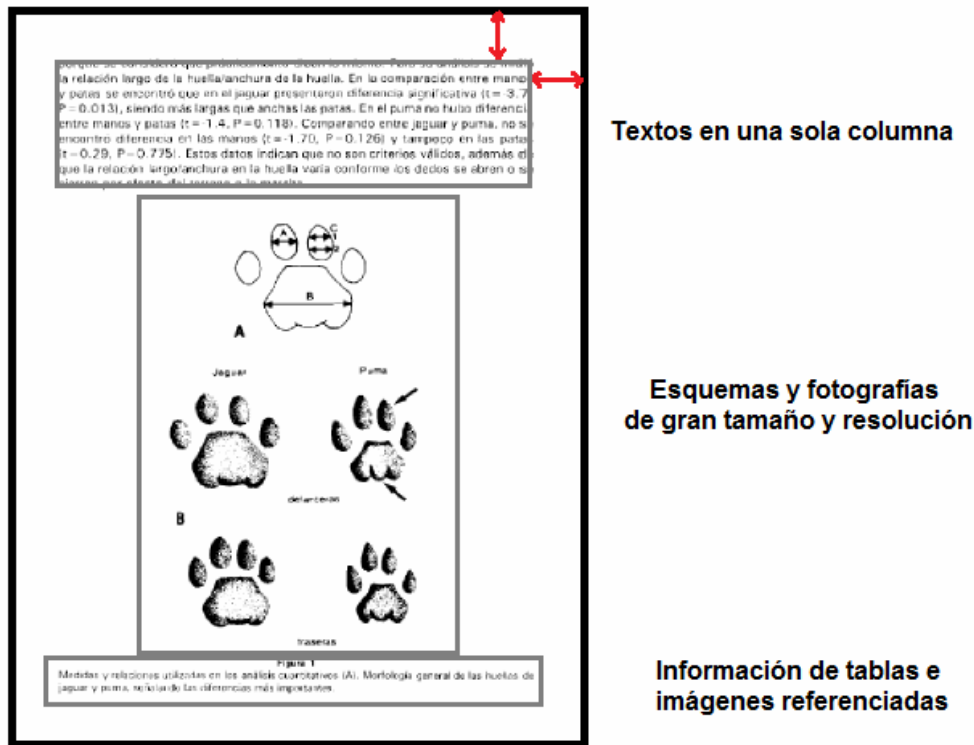 la relación largo de la huella/anchura de la huella. En la comparación entre manos
y patas se encontró que en el jaguar presentaron diferencia significativa (t = -3.7
P = 0.013), siendo más largas que anchas las patas. En el puma no hubo diferenci
entre manos y patas (t = -1.4, P = 0.118). Comparando entre jaguar y puma, no s
encontro diferencia en las manos (t = -1.70, P = 0.126) y tampoco en las patas
(t = 0.29, P = 0.775). Estos datos indican que no son criterios válidos, además d
que la relación largo/anchura en la huella varía conforme los dedos se abren o s
Textos en una sola columna
A
C
1
2
B
A
Jaguar
Puma
Esquemas y fotografías
de gran tamaño y resolución
delanteras
B
traseras
Figura 1
Medidas y relaciones utilizadas en los análisis cuantitativos (A). Morfología general de las huellas de
jaguar y puma, señala de las diferencias más importantes.
Información de tablas e
imágenes referenciadas